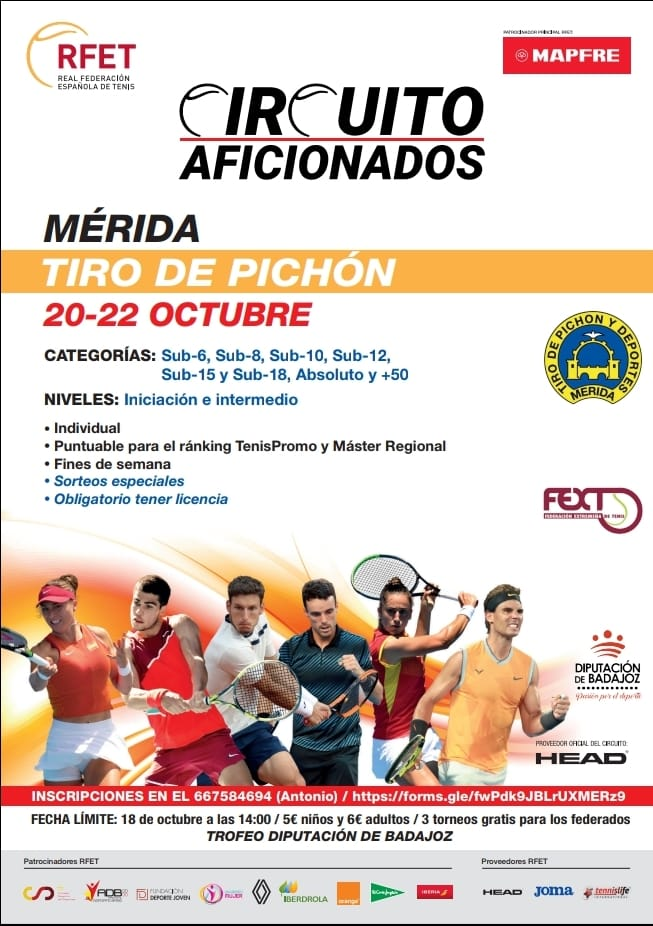 RFET
REAL FEDERACIÓN
ESPAÑOLA DE TENIS
PATROCINADOR PRINCIPAL RFET:
MAPFRE
CIRCUITO
AFICIONADOS
MÉRIDA
TIRO DE PICHÓN
20-22 OCTUBRE
CATEGORÍAS: Sub-6, Sub-8, Sub-10, Sub-12,
Sub-15 y Sub-18, Absoluto y +50
NIVELES: Iniciación e intermedio
• Individual
• Puntuable para el ránking TenisPromo y Máster Regional
• Fines de semana
• Sorteos especiales
• Obligatorio tener licencia
TIRO DE PICHON Y DEPORTES
MERIDA
FEXT
FEDERACIÓN EXTREMEÑA DE TENIS
DIPUTACIÓN
DE BADAJOZ
Pasión por el deporte
PROVEEDOR OFICIAL DEL CIRCUITO:
HEAD
INSCRIPCIONES EN EL 667584694 (Antonio) / https://forms.gle/fwPdk9JBLrUXMERz9
FECHA LÍMITE: 18 de octubre a las 14:00 / 5€ niños y 6€ adultos / 3 torneos gratis para los federados
TROFEO DIPUTACIÓN DE BADAJOZ
Patrocinadores RFET
Proveedores RFET
CSD
ADO
FUNDACIÓN
DEPORTE JOVEN
MUJER
IBERDROLA
orange
El Corte Inglés
IBERIA
HEAD
Joma
tennislife
INTERNATIONAL